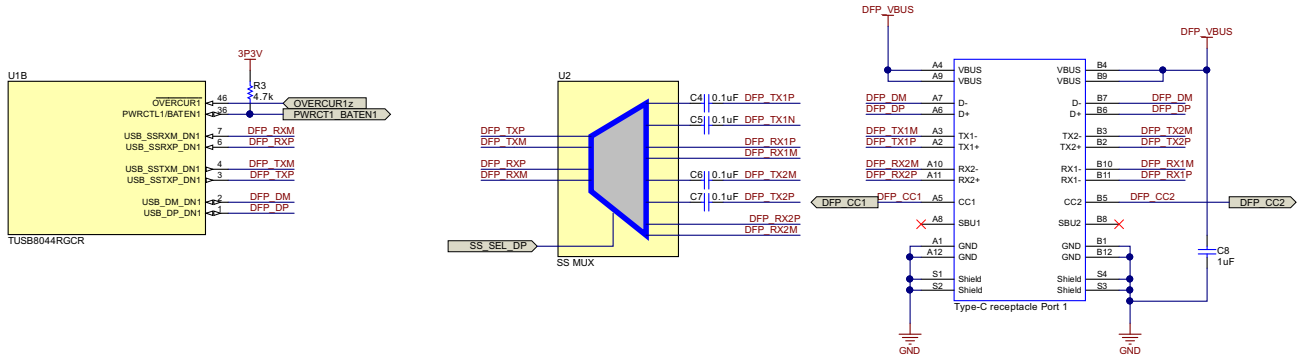 U1B
3P3V
R3
4.7k
OVERCUR1
46
OVERCUR1z
PWRCTL1/BATEN1
36
PWRCT1_BATEN1
USB_SSRXM_DN1
7
DFP_RXM
USB_SSRXP_DN1
6
DFP_RXP
USB_SSTXM_DN1
4
DFP_TXM
USB_SSTXP_DN1
3
DFP_TXP
USB_DM_DN1
2
DFP_DM
USB_DP_DN1
1
DFP_DP
TUSB8044RGCR
U2
DFP_TXP
DFP_TXM
DFP_RXP
DFP_RXM
SS_SEL_DP
C4
0.1uF
DFP_TX1P
C5
0.1uF
DFP_TX1N
DFP_RX1P
DFP_RX1M
C6
0.1uF
DFP_TX2M
C7
0.1uF
DFP_TX2P
DFP_RX2P
DFP_RX2M
SS MUX
DFP_VBUS
DFP_VBUS
A4
VBUS
VBUS
B4
A9
VBUS
VBUS
B9
DFP_DM
A7
D-
D-
B7
DFP_DM
DFP_DP
A6
D+
D+
B6
DFP_DP
DFP_TX1M
A3
TX1-
TX2-
B3
DFP_TX2M
DFP_TX1P
A2
TX1+
TX2+
B2
DFP_TX2P
DFP_RX2M
A10
RX2-
RX1-
B10
DFP_RX1M
DFP_RX2P
A11
RX2+
RX1-
B11
DFP_RX1P
DFP_CC1
DFP_CC1
A5
CC1
CC2
B5
DFP_CC2
DFP_CC2
A8
SBU1
SBU2
B8
A1
GND
GND
B1
A12
GND
GND
B12
S1
Shield
Shield
S4
S2
Shield
Shield
S3
C8
1uF
Type-C receptacle Port 1
GND
GND